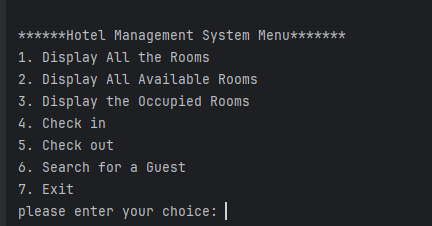 ******Hotel Management System Menu*******
1. Display All the Rooms
2. Display All Available Rooms
3. Display the Occupied Rooms
4. Check in
5. Check out
6. Search for a Guest
7. Exit
please enter your choice: